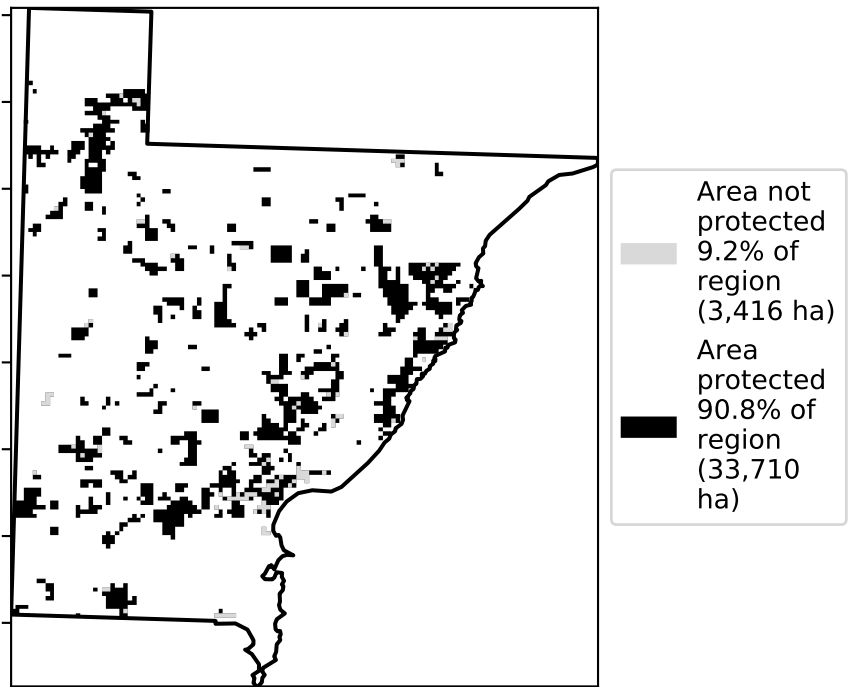 Area not
protected
9.2% of
region
(3,416 ha)
Area
protected
90.8% of
region
(33,710
ha)